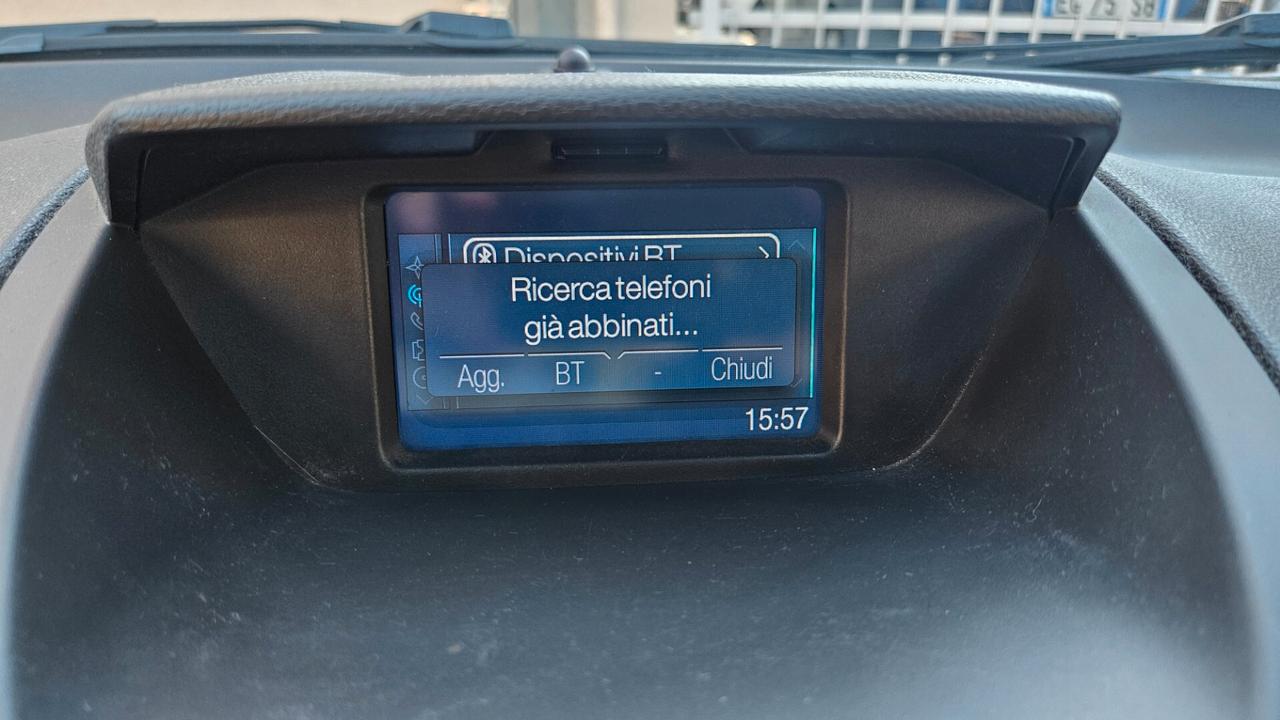 Dispositivi BT
Ricerca telefoni
già abbinati...
Agg. BT - Chiudi
15:57